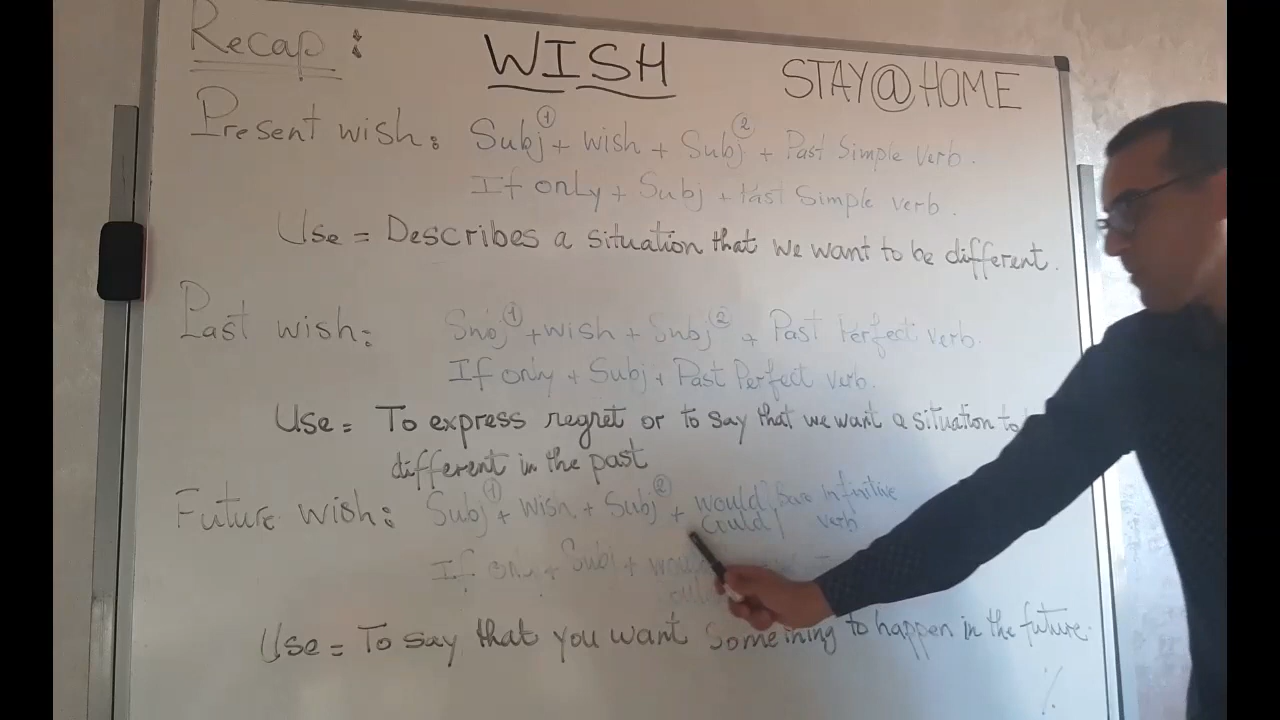 Recap: WISH STAY@HOME
Present wish: Subj① + wish + Subj② + Past Simple verb.
If only + Subj + Past Simple verb.
Use = Describes a situation that we want to be different.
Past wish: Subj① + wish + Subj② + Past Perfect verb.
If only + Subj + Past Perfect verb.
Use = To express regret or to say that we want a situation to
different in the past
Future wish: Subj① + wish + Subj② + would bare infinitive
could verb
If only + Subj +
Use = To say that you want something to happen in the future.